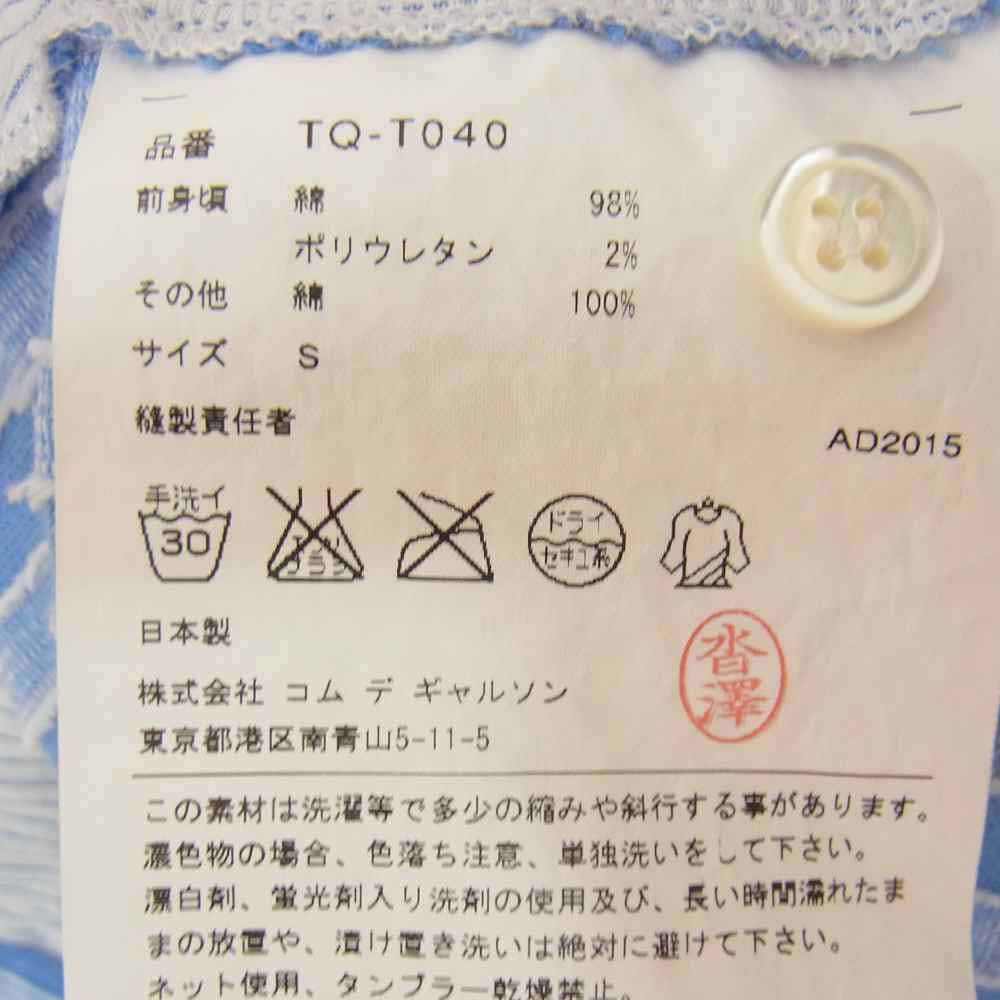 品番 TQ-T040
前身頃 綿 98%
ポリウレタン 2%
その他 綿 100%
サイズ S
縫製責任者
AD2015
手洗イ
30
エンソ
サラシ
ドライ
セキユ系
日本製
沓澤
株式会社 コム デ ギャルソン
東京都港区南青山5-11-5
この素材は洗濯等で多少の縮みや斜行する事があります。
濃色物の場合、色落ち注意、単独洗いをして下さい。
漂白剤、蛍光剤入り洗剤の使用及び、長い時間濡れたま
まの放置や、漬け置き洗いは絶対に避けて下さい。
ネット使用、タンブラー乾燥禁止。